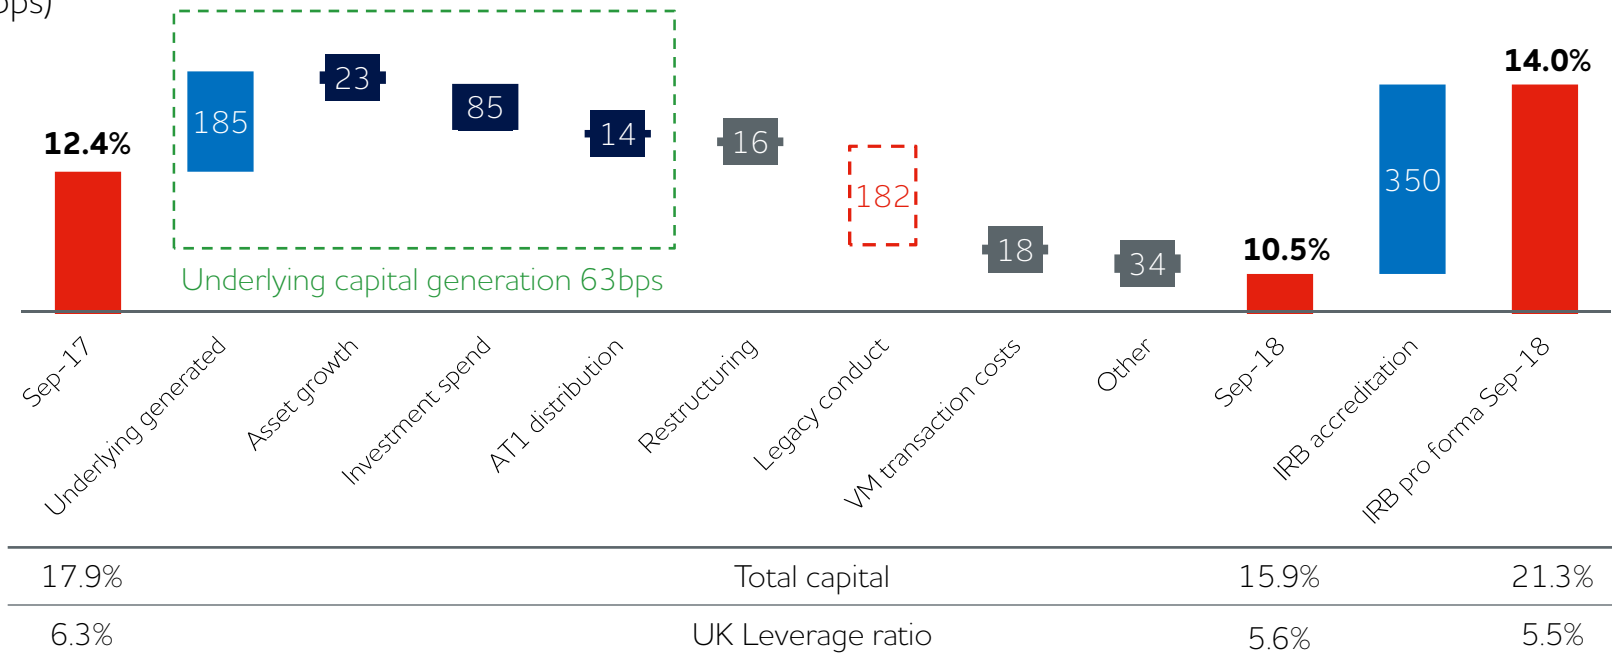 bps)
12.4%
185
23
85
14
16
182
18
34
10.5%
350
14.0%
Underlying capital generation 63bps
Sep-17
Underlying generated
Asset growth
Investment spend
AT1 distribution
Restructuring
Legacy conduct
VM transaction costs
Other
Sep-18
IRB accreditation
IRB pro forma Sep-18
17.9% Total capital 15.9% 21.3%
6.3% UK Leverage ratio 5.6% 5.5%